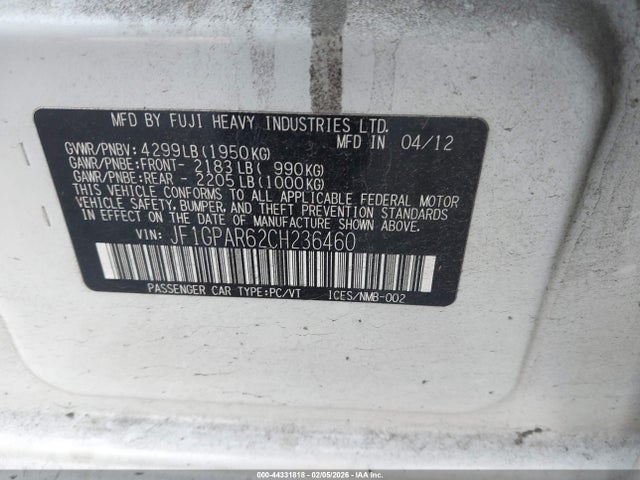 MFD BY FUJI HEAVY INDUSTRIES LTD.
MFD IN 04/12
GVWR/PNBV: 4299LB(1950KG)
GAWR/PNBE:FRONT- 2183LB( 990KG)
GAWR/PNBE:REAR - 2205LB(1000KG)
THIS VEHICLE CONFORMS TO ALL APPLICABLE FEDERAL MOTOR
VEHICLE SAFETY, BUMPER, AND THEFT PREVENTION STANDARDS
IN EFFECT ON THE DATE OF MANUFACTURE SHOWN ABOVE.
VIN: JF1GPAR62CH236460
PASSENGER CAR TYPE:PC/VT ICES/NMB-002
000-44331818 - 02/05/2026 - IAAI.COM